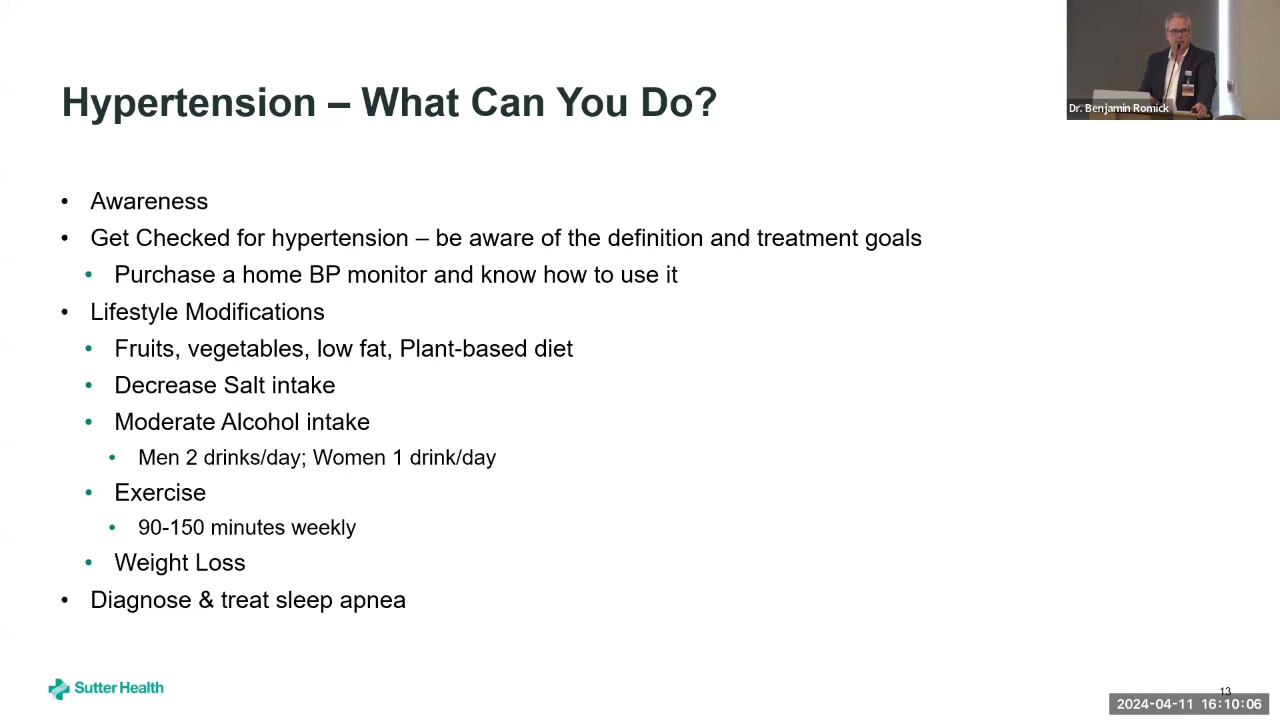 Hypertension – What Can You Do?
Dr. Benjamin Romick
• Awareness
• Get Checked for hypertension – be aware of the definition and treatment goals
• Purchase a home BP monitor and know how to use it
• Lifestyle Modifications
• Fruits, vegetables, low fat, Plant-based diet
• Decrease Salt intake
• Moderate Alcohol intake
• Men 2 drinks/day; Women 1 drink/day
• Exercise
• 90-150 minutes weekly
• Weight Loss
• Diagnose & treat sleep apnea
Sutter Health
13
2024-04-11 16:10:06